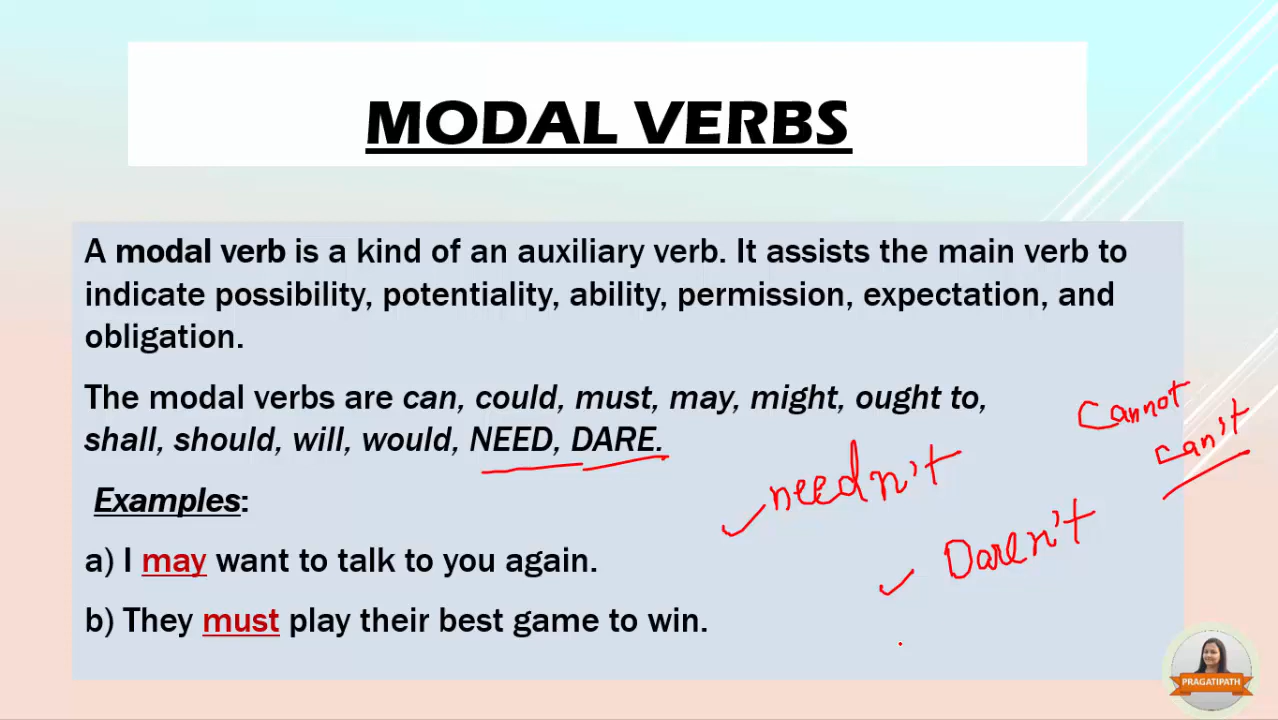 MODAL VERBS
A modal verb is a kind of an auxiliary verb. It assists the main verb to
indicate possibility, potentiality, ability, permission, expectation, and
obligation.
The modal verbs are can, could, must, may, might, ought to,
shall, should, will, would, NEED, DARE.
Cannot
can't
needn't
Daren't
Examples:
a) I may want to talk to you again.
b) They must play their best game to win.
PRAGATIPATH